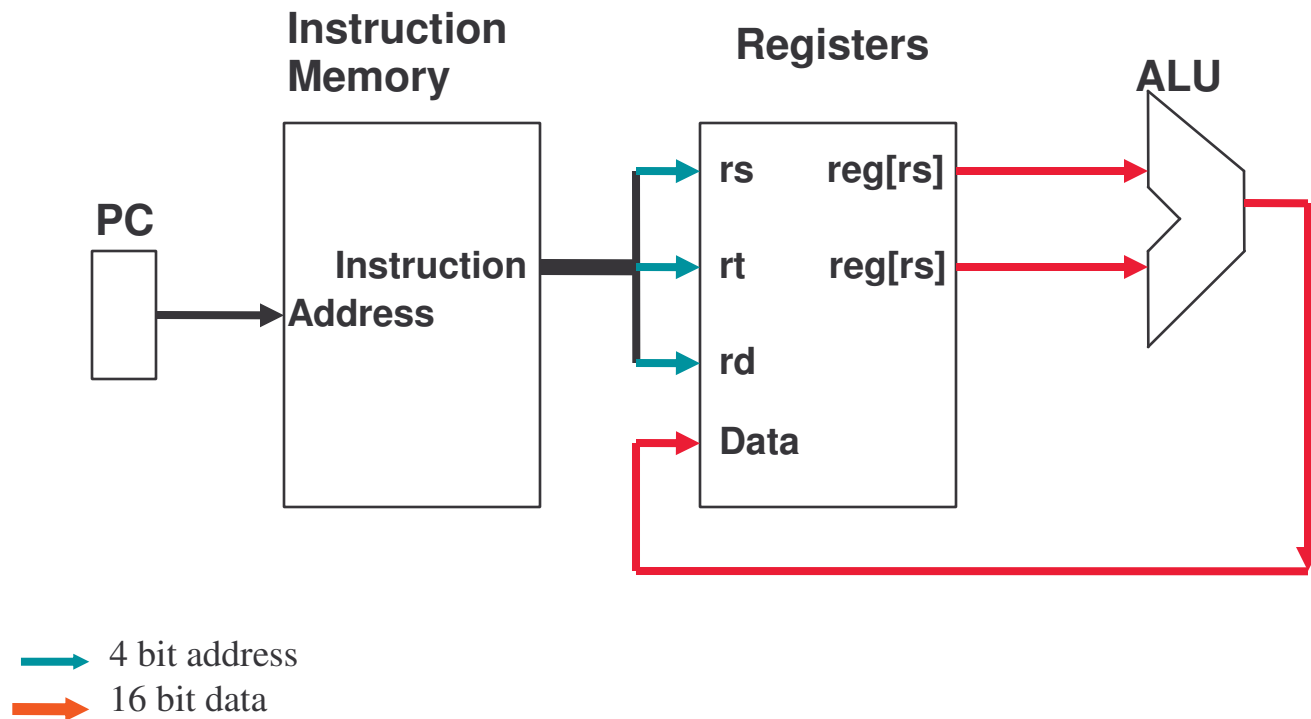 Instruction
Memory
Registers
ALU
PC
rs
reg[rs]
Instruction
rt
reg[rs]
Address
rd
Data
4 bit address
16 bit data